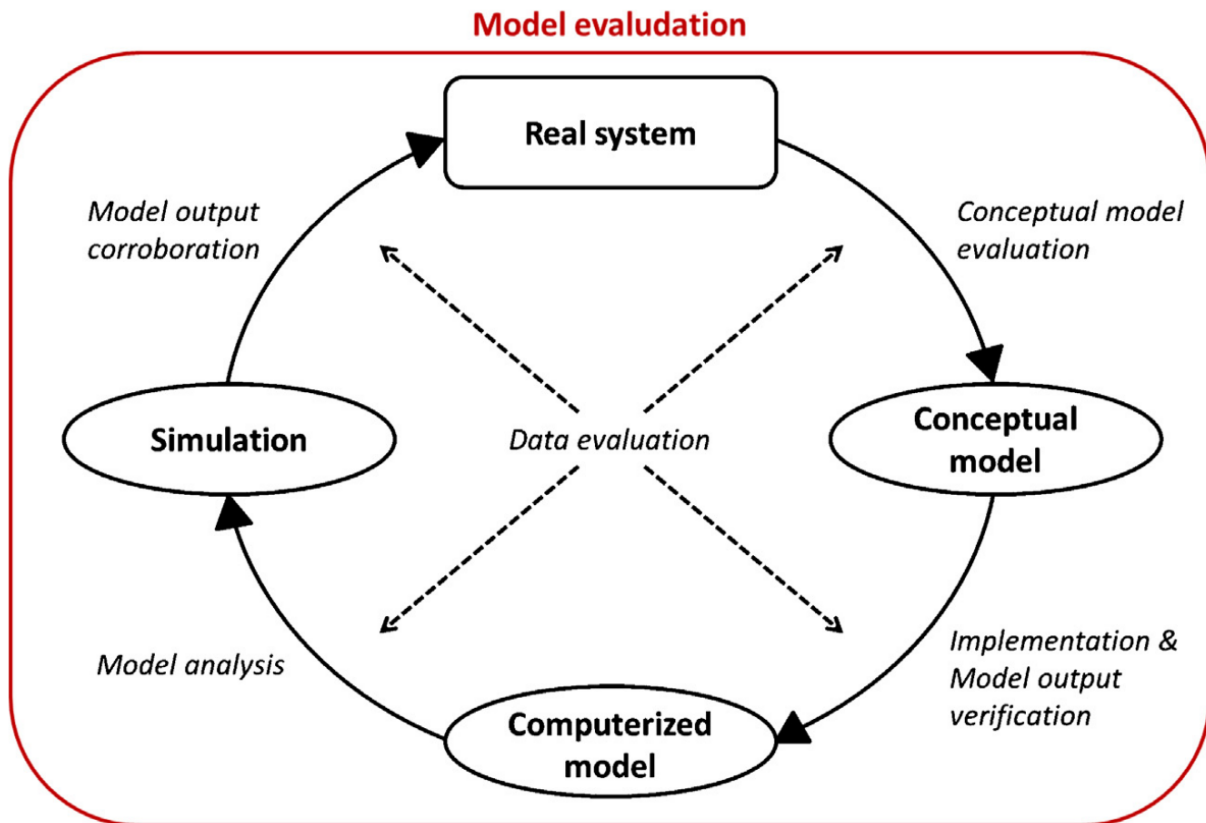 Model evaludation
Real system
Model output
corroboration
Conceptual model
evaluation
Simulation
Data evaluation
Conceptual
model
Model analysis
Implementation &
Model output
verification
Computerized
model